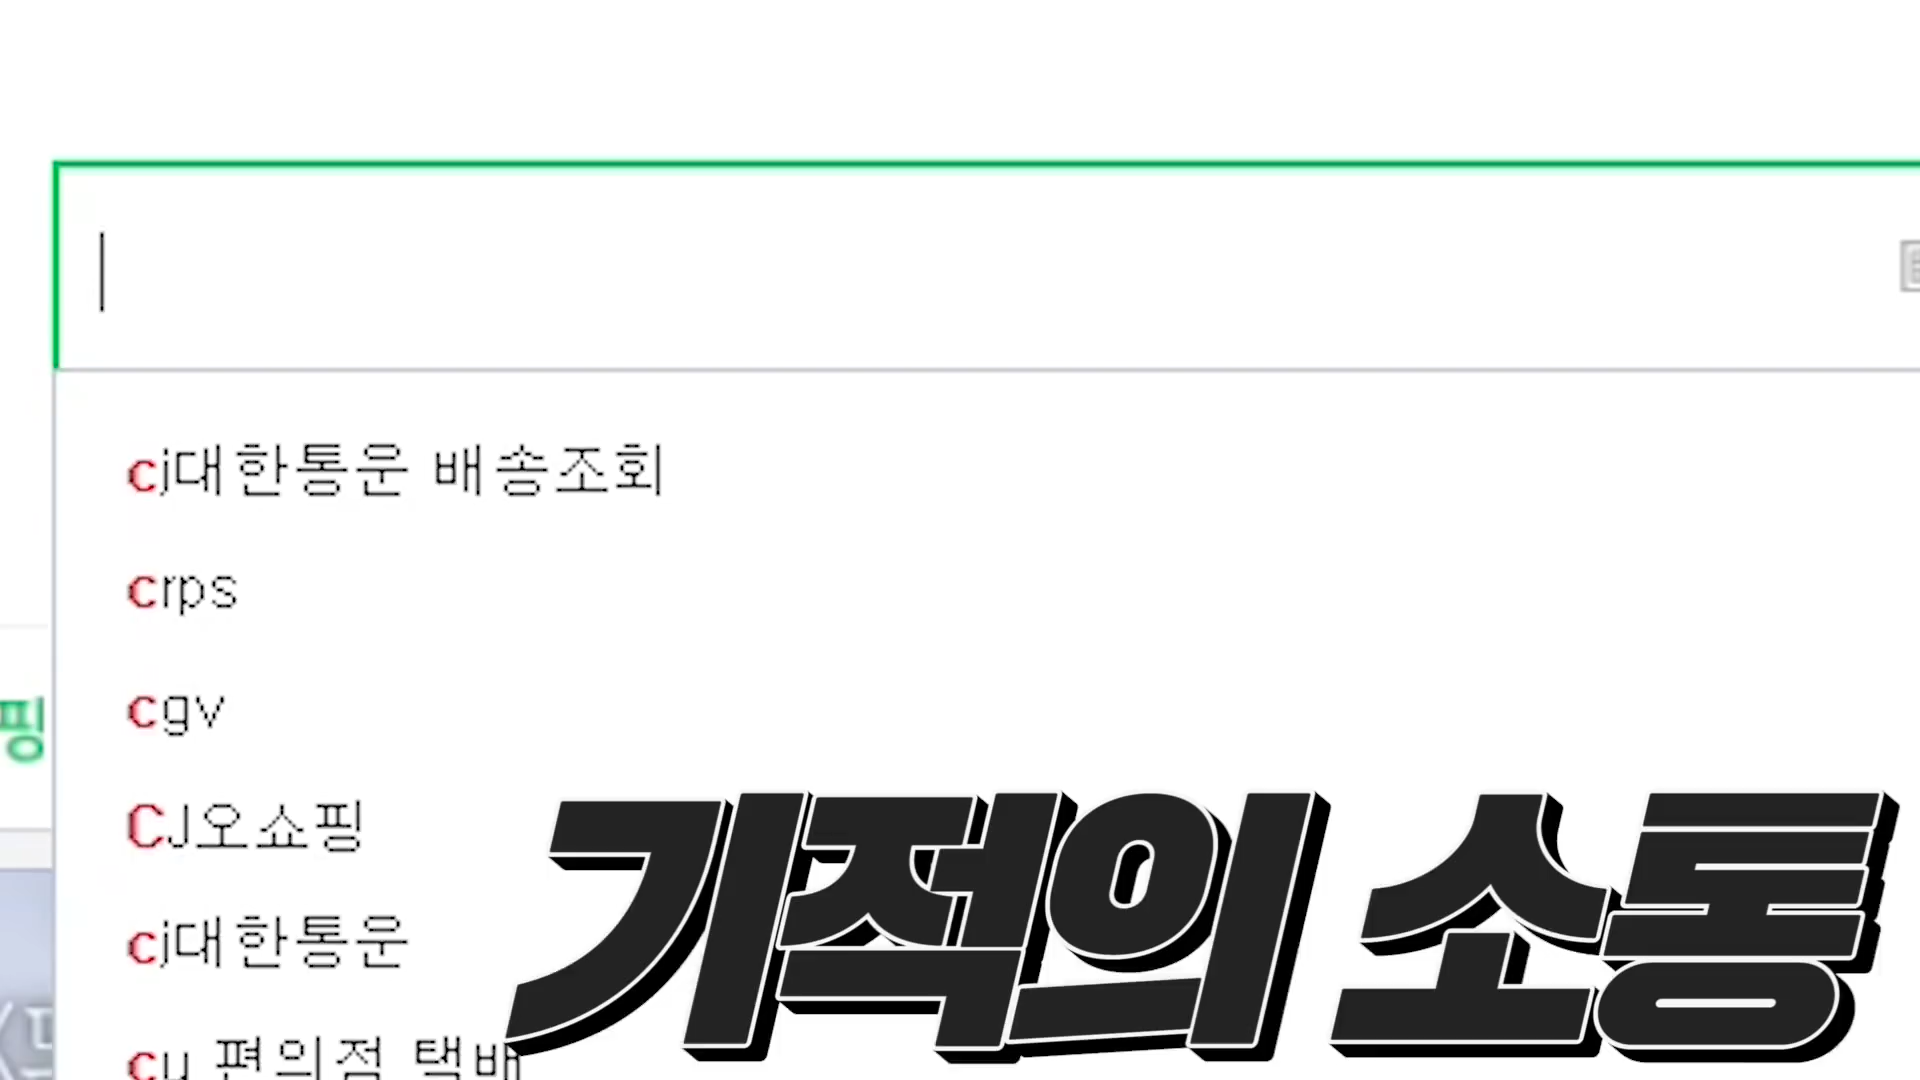 cj대한통운 배송조회
crps
cgv
핑
CJ오쇼핑
cj대한통운
cu 편의점 택배
기적의 소통